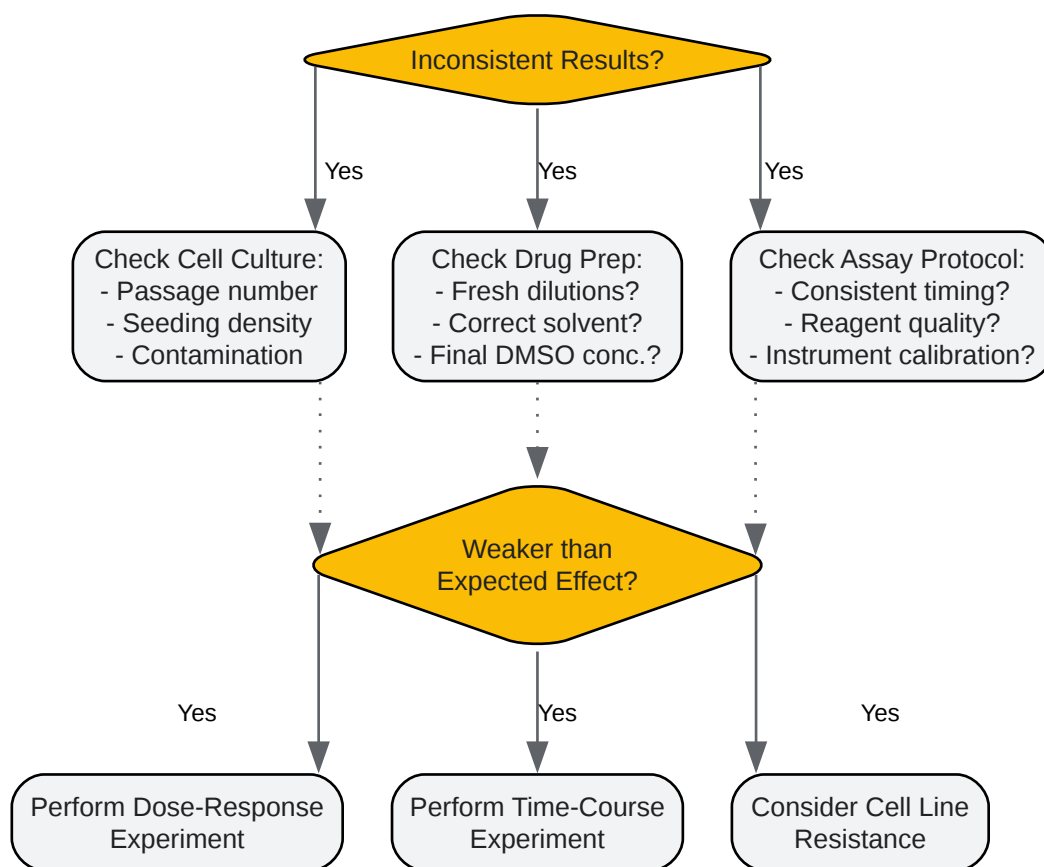 Inconsistent Results?
Yes
Yes
Yes
Check Cell Culture:
- Passage number
- Seeding density
- Contamination
Check Drug Prep:
- Fresh dilutions?
- Correct solvent?
- Final DMSO conc.?
Check Assay Protocol:
- Consistent timing?
- Reagent quality?
- Instrument calibration?
Weaker than
Expected Effect?
Yes
Yes
Yes
Perform Dose-Response
Experiment
Perform Time-Course
Experiment
Consider Cell Line
Resistance